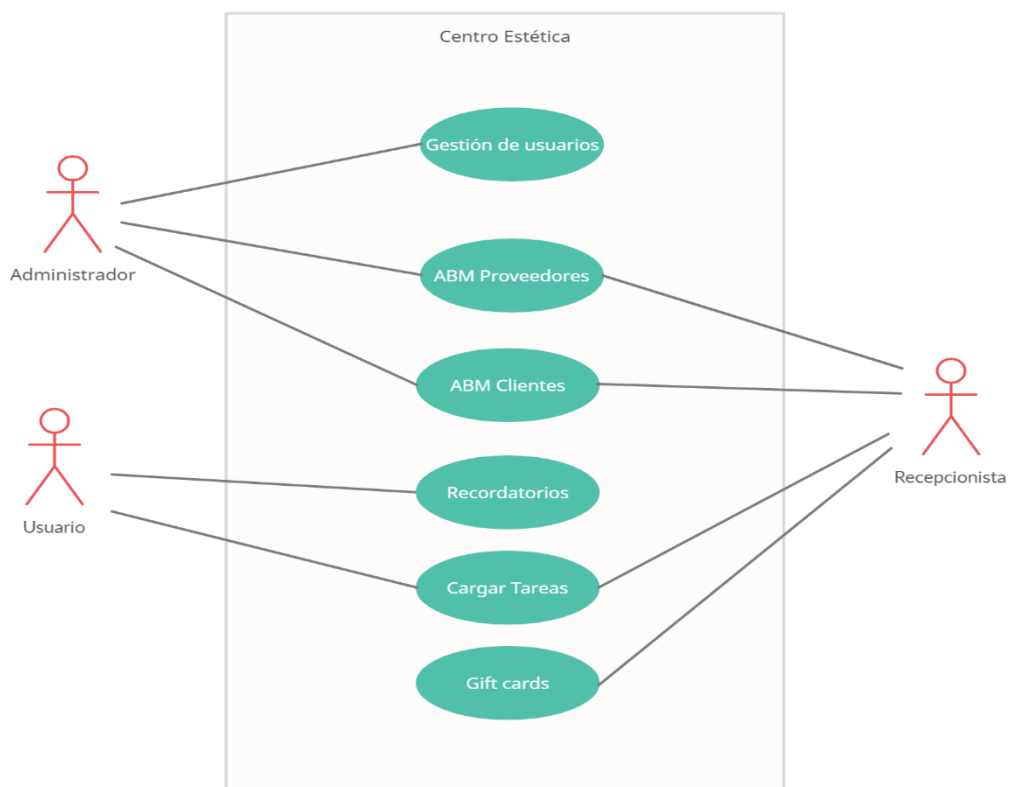 Centro Estética
Gestión de usuarios
Administrador
ABM Proveedores
ABM Clientes
Recordatorios
Usuario
Recepcionista
Cargar Tareas
Gift cards